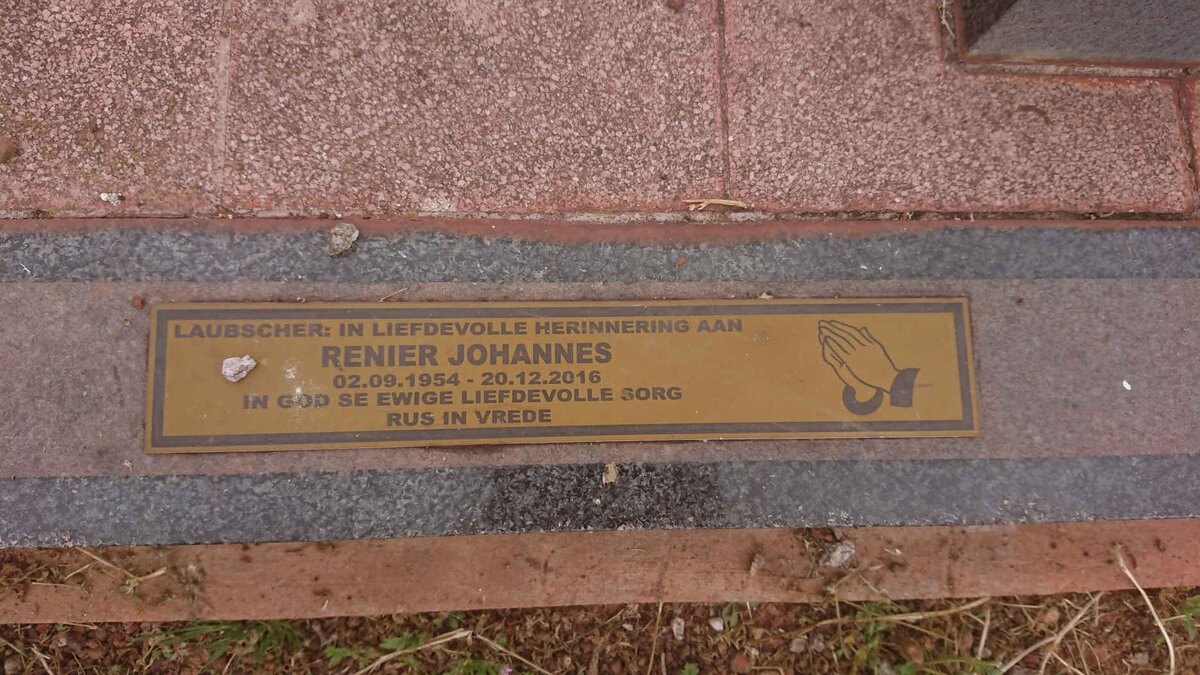 LAUBSCHER: IN LIEFDEVOLLE HERINNERING AAN
RENIER JOHANNES
02.09.1954 - 20.12.2016
IN GOD SE EWIGE LIEFDEVOLLE SORG
RUS IN VREDE